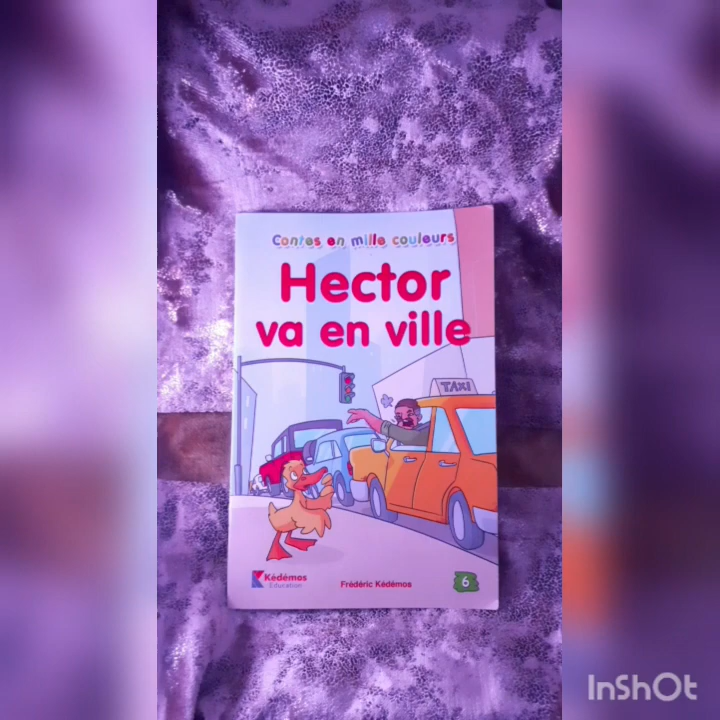 Contes en mille couleurs
Hector
va en ville
TAXI
Kédémos
Education
Frédéric Kédémos
6
InShOt